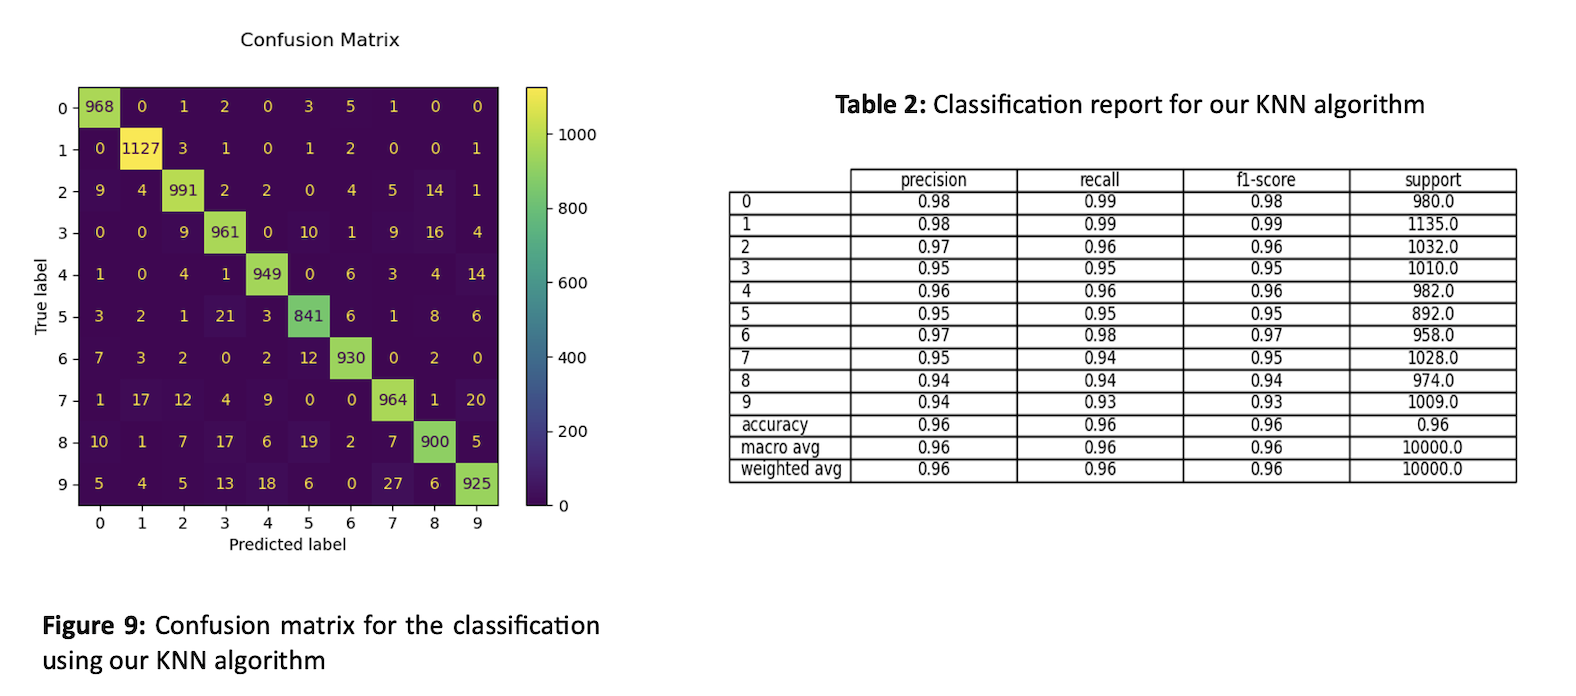 Confusion Matrix
0 968 0 1 2 0 3 5 1 0 0
1 0 1127 3 1 0 1 2 0 0 1
2 9 4 991 2 2 0 4 5 14 1
3 0 0 9 961 0 10 1 9 16 4
4 1 0 4 1 949 0 6 3 4 14
5 3 2 1 21 3 841 6 1 8 6
6 7 3 2 0 2 12 930 0 2 0
7 1 17 12 4 9 0 0 964 1 20
8 10 1 7 17 6 19 2 7 900 5
9 5 4 5 13 18 6 0 27 6 925
0 1 2 3 4 5 6 7 8 9
True label
Predicted label
1000
800
600
400
200
0
Figure 9: Confusion matrix for the classification
using our KNN algorithm
Table 2: Classification report for our KNN algorithm
precision recall f1-score support
0 0.98 0.99 0.98 980.0
1 0.98 0.99 0.99 1135.0
2 0.97 0.96 0.96 1032.0
3 0.95 0.95 0.95 1010.0
4 0.96 0.96 0.96 982.0
5 0.95 0.95 0.95 892.0
6 0.97 0.98 0.97 958.0
7 0.95 0.94 0.95 1028.0
8 0.94 0.94 0.94 974.0
9 0.94 0.93 0.93 1009.0
accuracy 0.96 0.96 0.96 0.96
macro avg 0.96 0.96 0.96 10000.0
weighted avg 0.96 0.96 0.96 10000.0